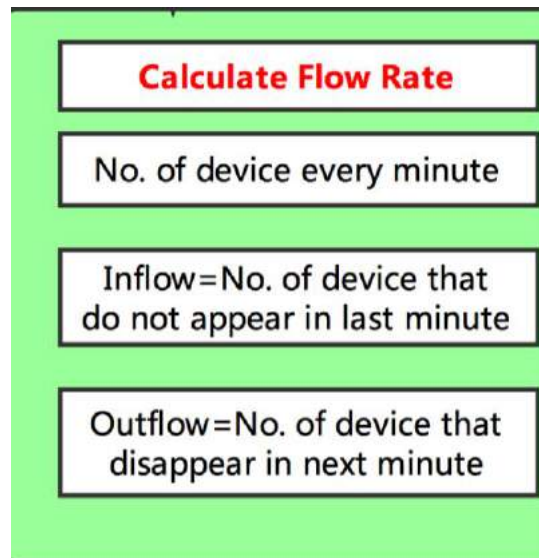 Calculate Flow Rate
No. of device every minute
Inflow=No. of device that
do not appear in last minute
Outflow=No. of device that
disappear in next minute